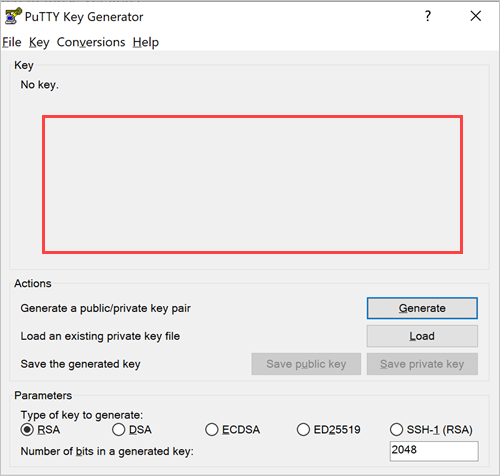 PuTTY Key Generator ?
File Key Conversions Help
Key
No key.
Actions
Generate a public/private key pair Generate
Load an existing private key file Load
Save the generated key Save public key Save private key
Parameters
Type of key to generate:
RSA DSA ECDSA ED25519 SSH-1 (RSA)
Number of bits in a generated key: 2048